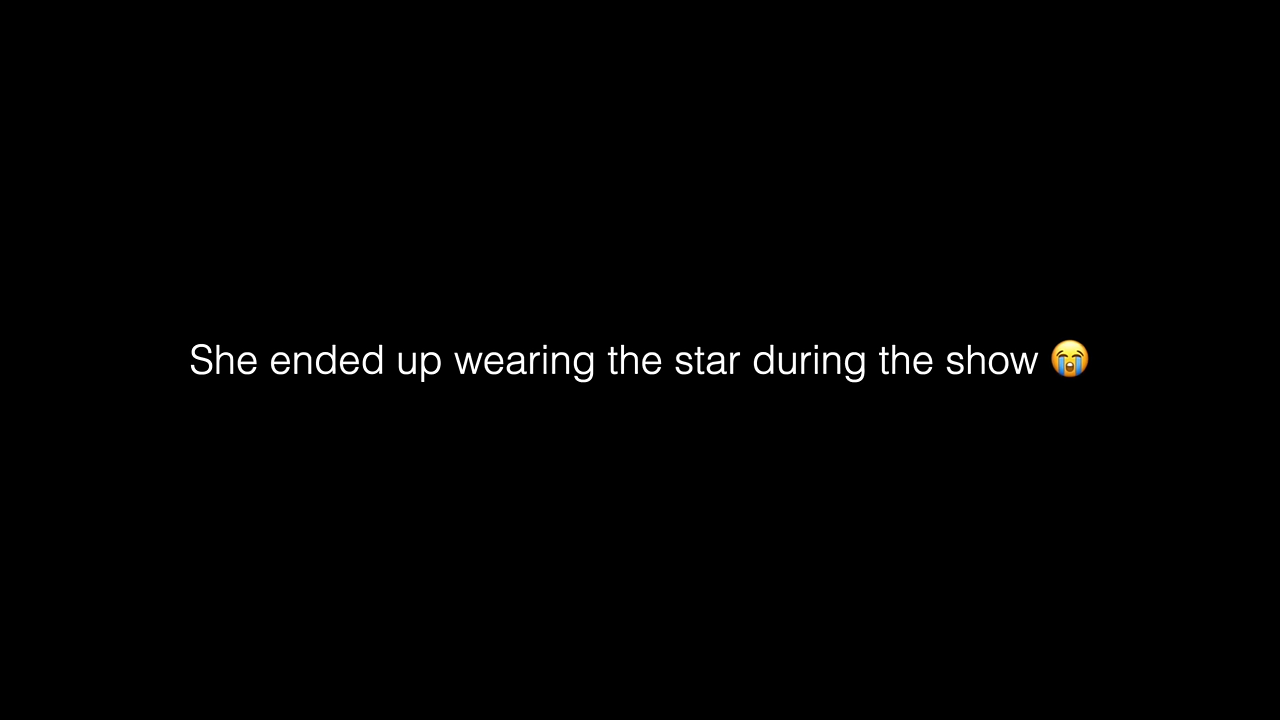 She ended up wearing the star during the show 😭